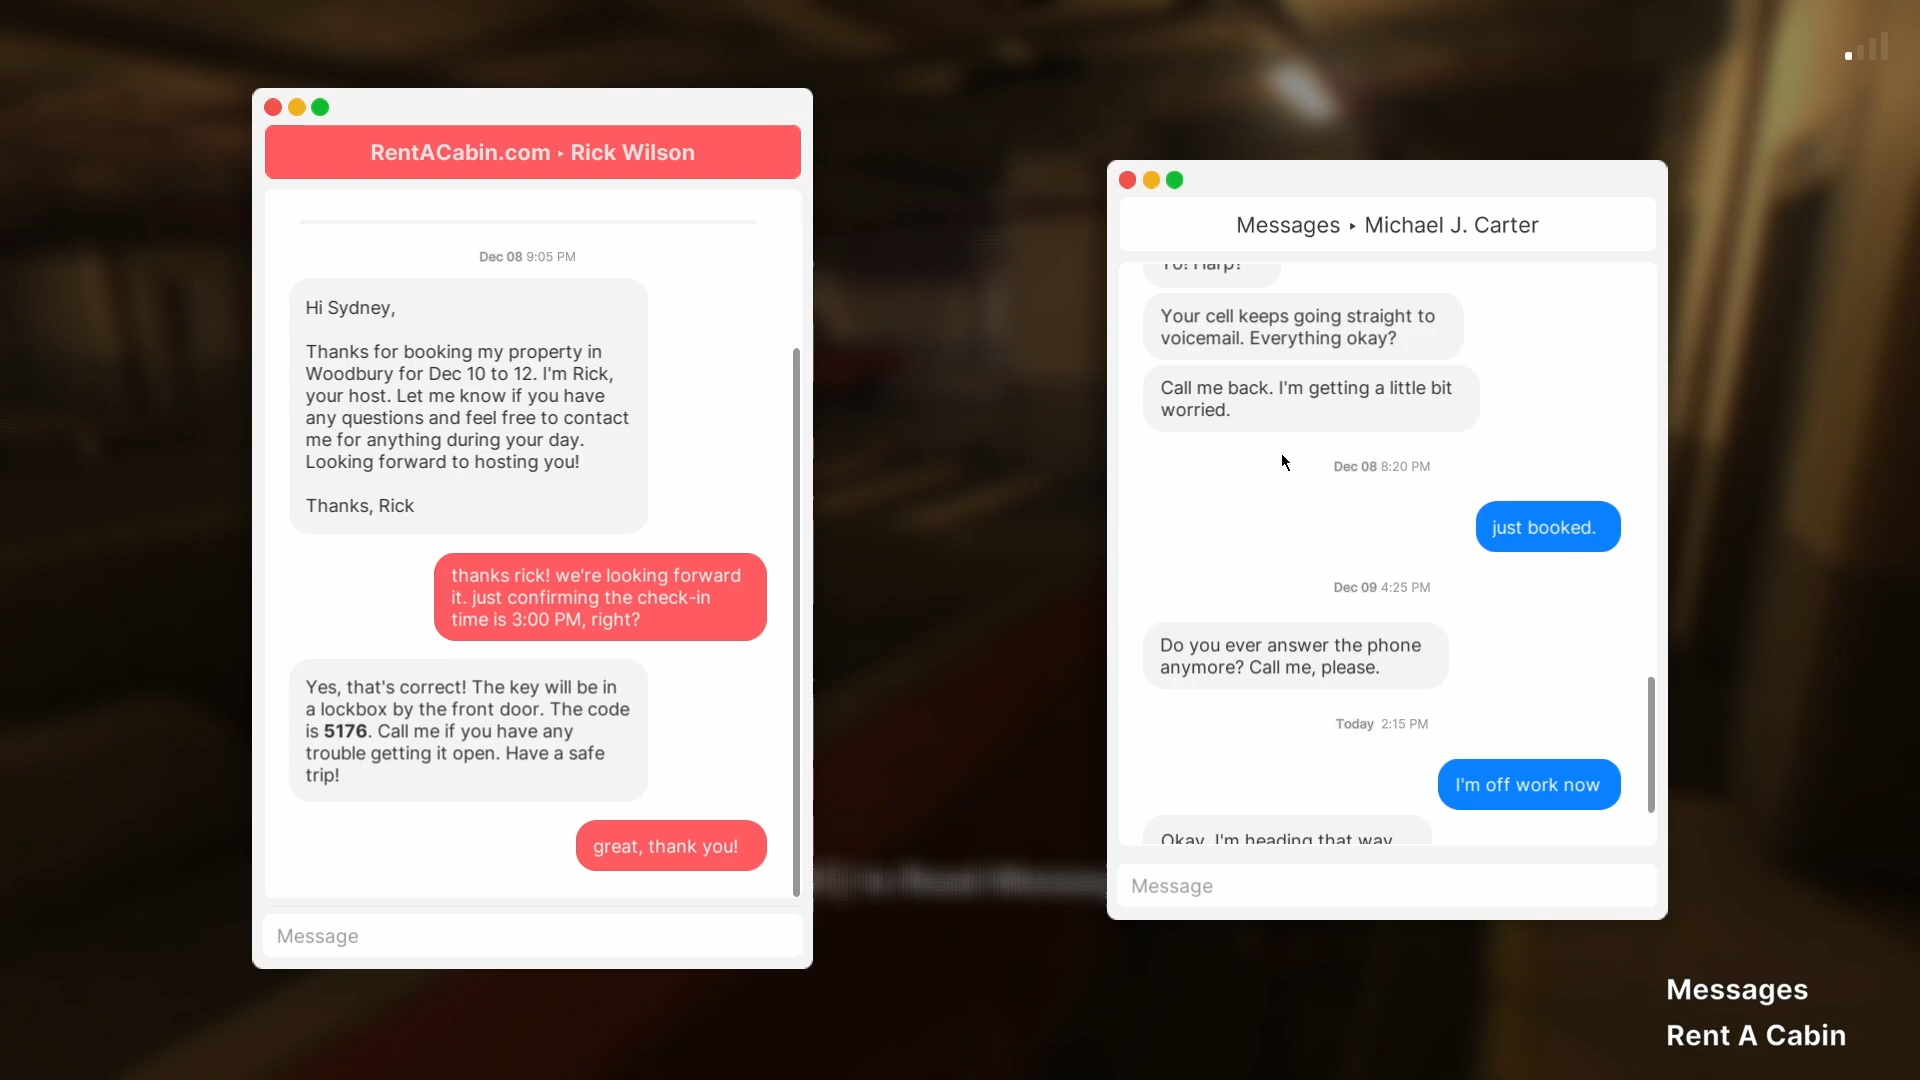 RentACabin.com ▸ Rick Wilson
Dec 08 9:05 PM
Hi Sydney,
Thanks for booking my property in
Woodbury for Dec 10 to 12. I'm Rick,
your host. Let me know if you have
any questions and feel free to contact
me for anything during your day.
Looking forward to hosting you!
Thanks, Rick
thanks rick! we're looking forward
it. just confirming the check-in
time is 3:00 PM, right?
Yes, that's correct! The key will be in
a lockbox by the front door. The code
is 5176. Call me if you have any
trouble getting it open. Have a safe
trip!
great, thank you!
Message
Messages ▸ Michael J. Carter
Yo! Harp?
Your cell keeps going straight to
voicemail. Everything okay?
Call me back. I'm getting a little bit
worried.
Dec 08 8:20 PM
just booked.
Dec 09 4:25 PM
Do you ever answer the phone
anymore? Call me, please.
Today 2:15 PM
I'm off work now
Okay, I'm heading that way
Message
Messages
Rent A Cabin